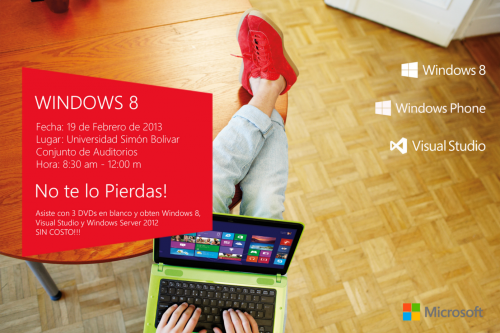 WINDOWS 8
Fecha: 19 de Febrero de 2013
Lugar: Universidad Simón Bolivar
Conjunto de Auditorios
Hora: 8:30 am - 12:00 m
No te lo Pierdas!
Asiste con 3 DVDs en blanco y obten Windows 8,
Visual Studio y Windows Server 2012
SIN COSTO!!!
Windows 8
Windows Phone
Visual Studio
Microsoft